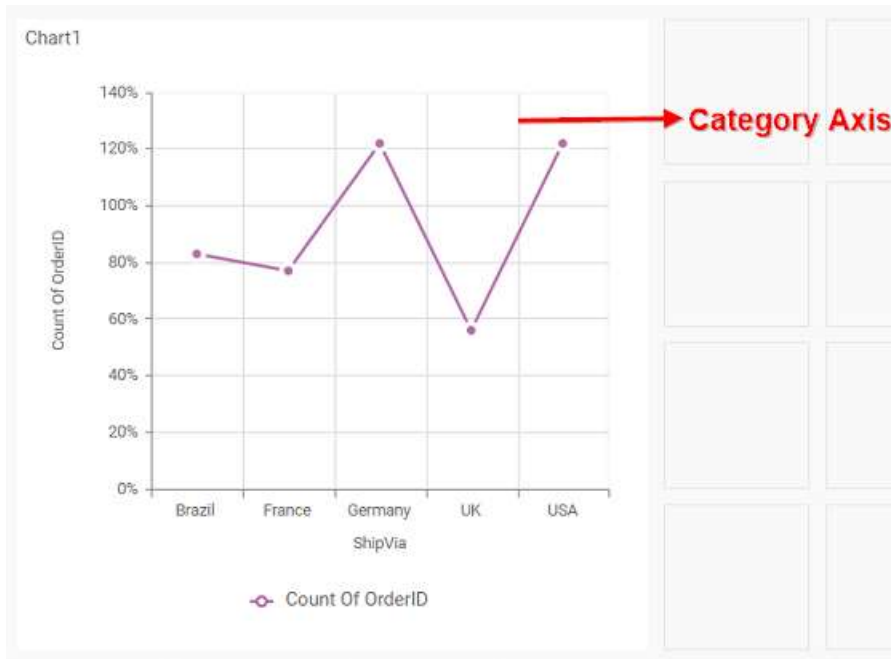 Chart1
140%
Category Axis
120%
100%
80%
60%
40%
20%
0%
Count Of OrderID
Brazil France Germany UK USA
ShipVia
Count Of OrderID